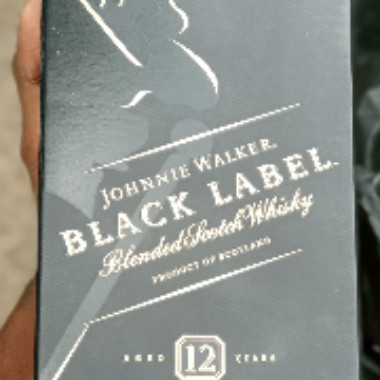 JOHNNIE WALKER.
BLACK LABEL
Blended Scotch Whisky
PRODUCT OF SCOTLAND
AGED 12 YEARS